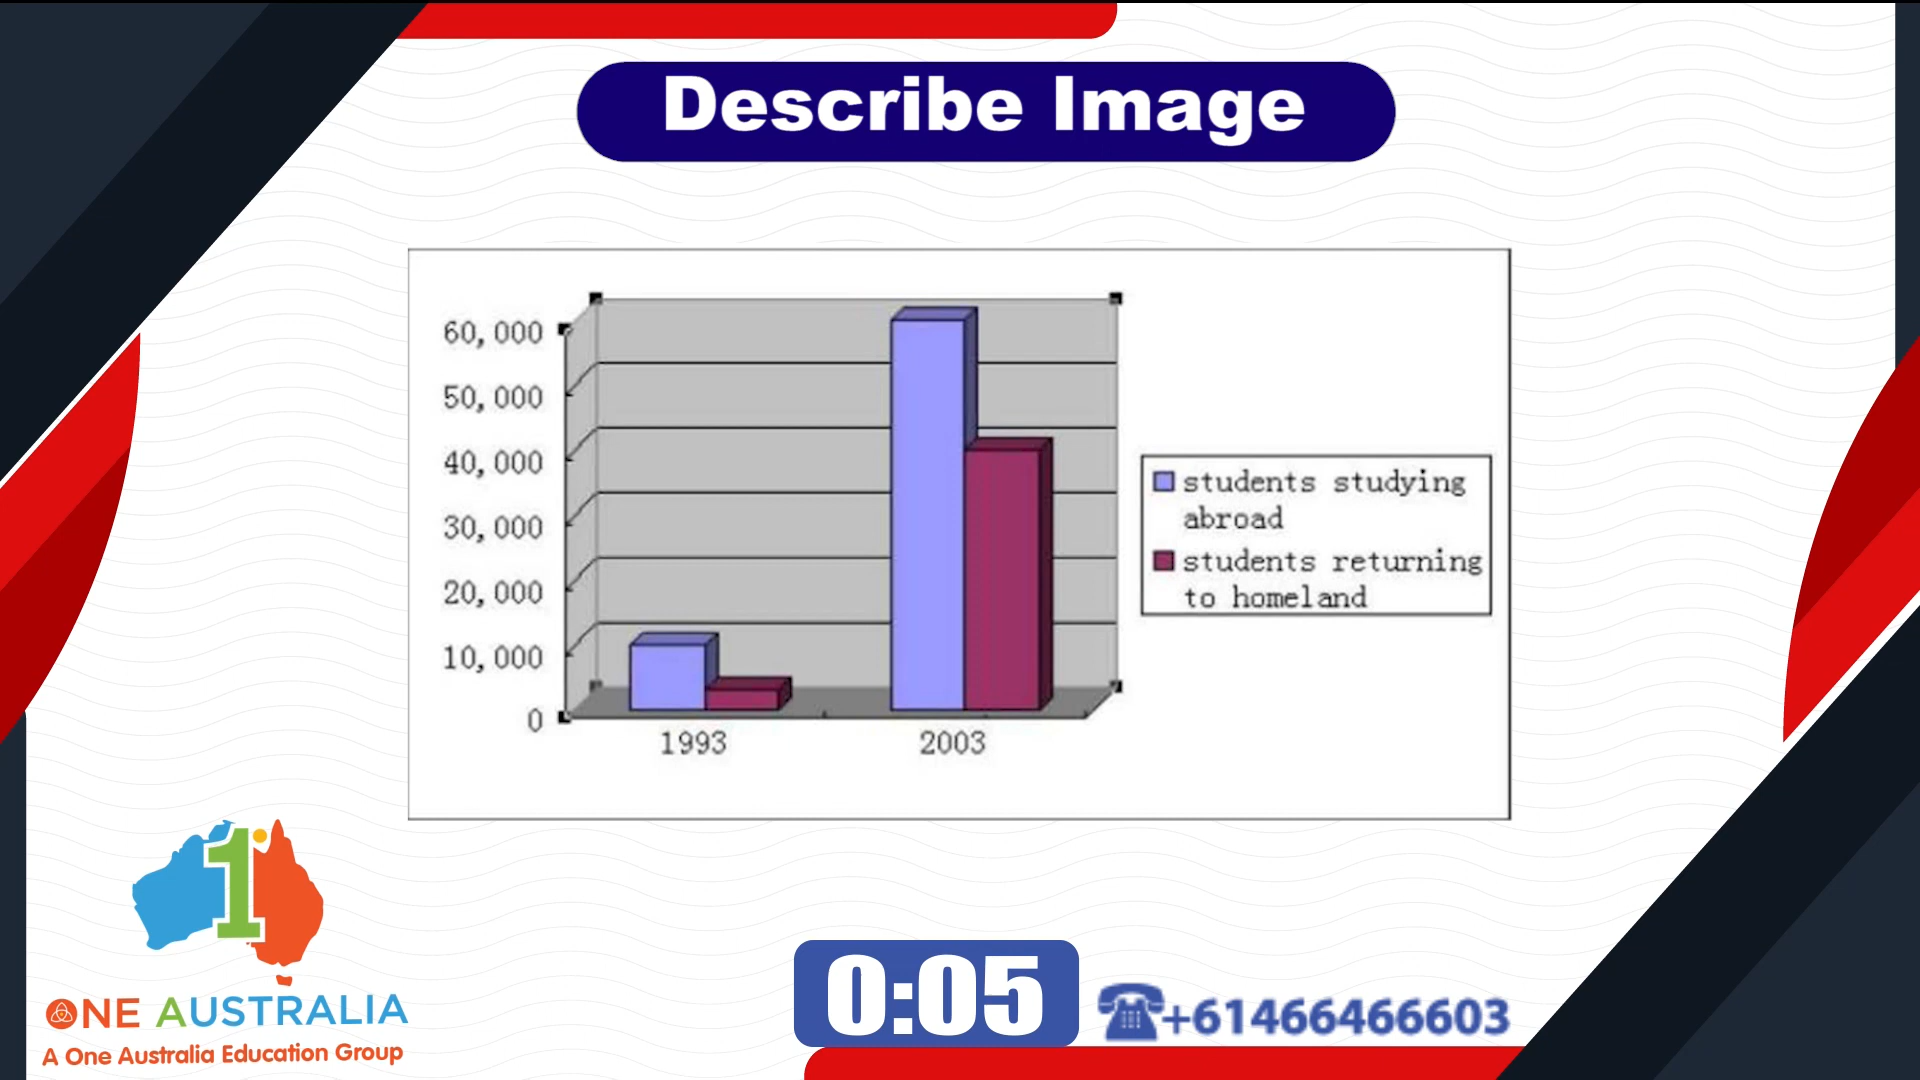 Describe Image
60,000
50,000
40,000
30,000
20,000
10,000
0
1993
2003
students studying
abroad
students returning
to homeland
1
ONE AUSTRALIA
A One Australia Education Group
0:05
+61466466603